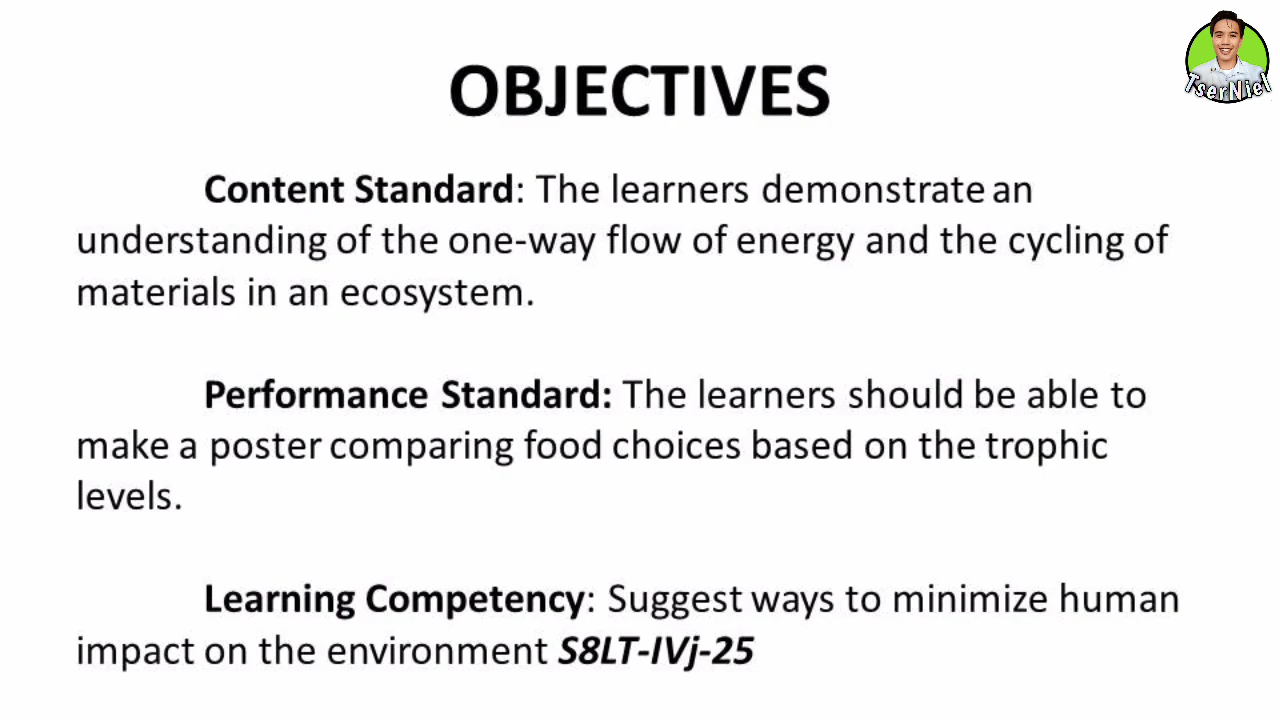 TserNiel
OBJECTIVES
Content Standard: The learners demonstrate an
understanding of the one-way flow of energy and the cycling of
materials in an ecosystem.
Performance Standard: The learners should be able to
make a poster comparing food choices based on the trophic
levels.
Learning Competency: Suggest ways to minimize human
impact on the environment S8LT-IVj-25